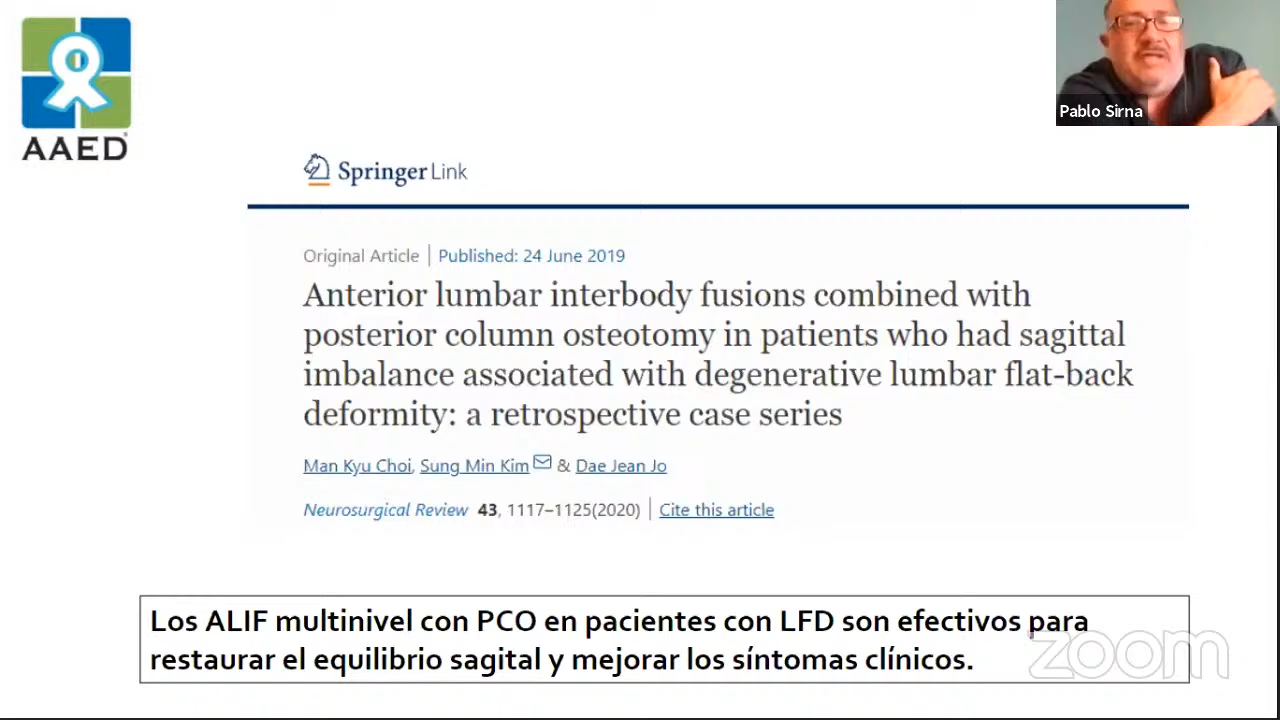 AAED
Pablo Sirna
Springer Link
Original Article | Published: 24 June 2019
Anterior lumbar interbody fusions combined with
posterior column osteotomy in patients who had sagittal
imbalance associated with degenerative lumbar flat-back
deformity: a retrospective case series
Man Kyu Choi, Sung Min Kim & Dae Jean Jo
Neurosurgical Review 43, 1117–1125(2020) | Cite this article
Los ALIF multinivel con PCO en pacientes con LFD son efectivos para
restaurar el equilibrio sagital y mejorar los síntomas clínicos.
zoom